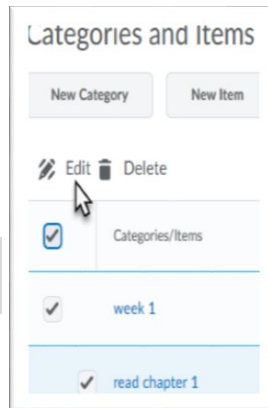 Categories and Items
New Category New Item
Edit Delete
Categories/Items
week 1
read chapter 1